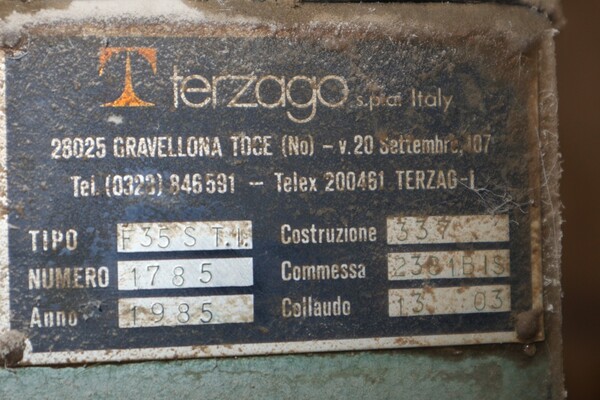 T terzago s.p.a. Italy
28025 GRAVELLONA TOCE (No) - v. 20 Settembre, 107
Tel. (0323) 846591 - Telex 200461 TERZAG-I
TIPO F35 S T.I. Costruzione 337
NUMERO 1785 Commessa
Anno 1985 Collaudo 13 03